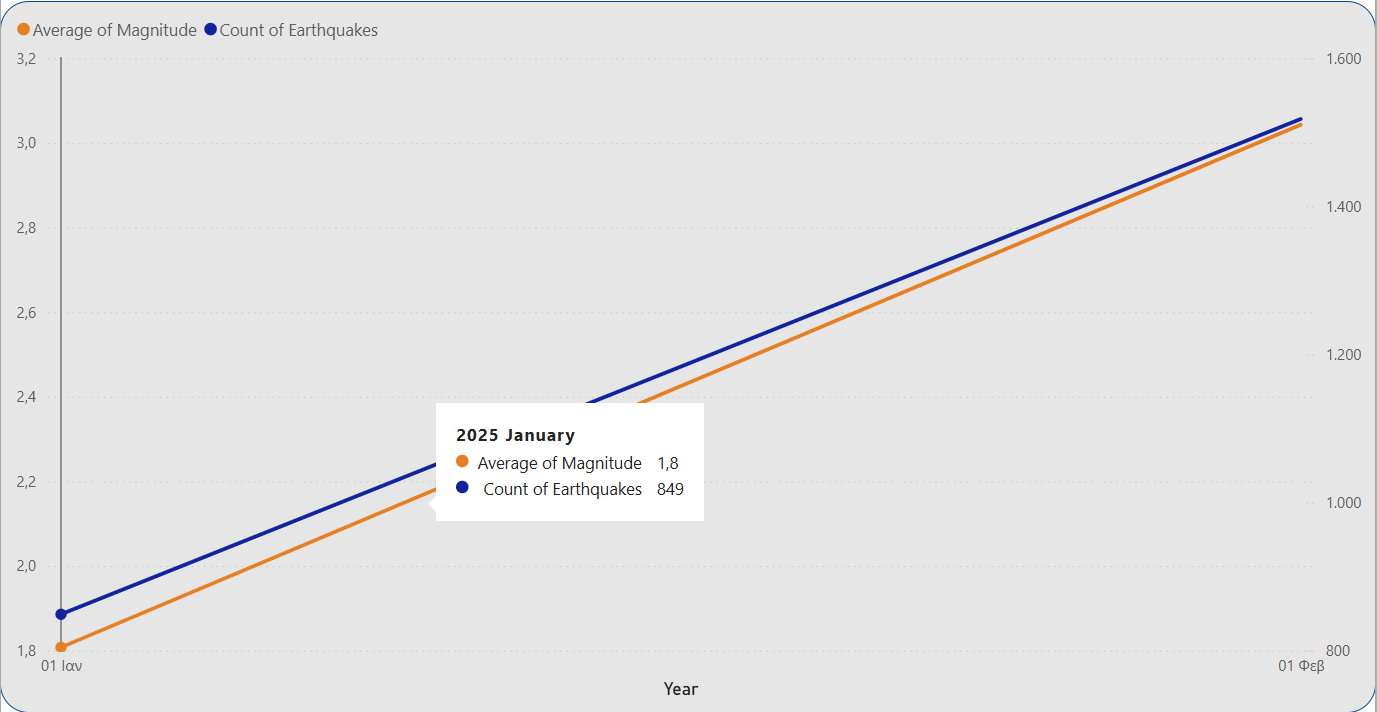 Average of Magnitude Count of Earthquakes
3,2 1.600
3,0
1.400
2,8
2,6
1.200
2,4
2025 January
Average of Magnitude 1,8
2,2
Count of Earthquakes 849
1.000
2,0
1,8 800
01 Ιαν 01 Φεβ
Year